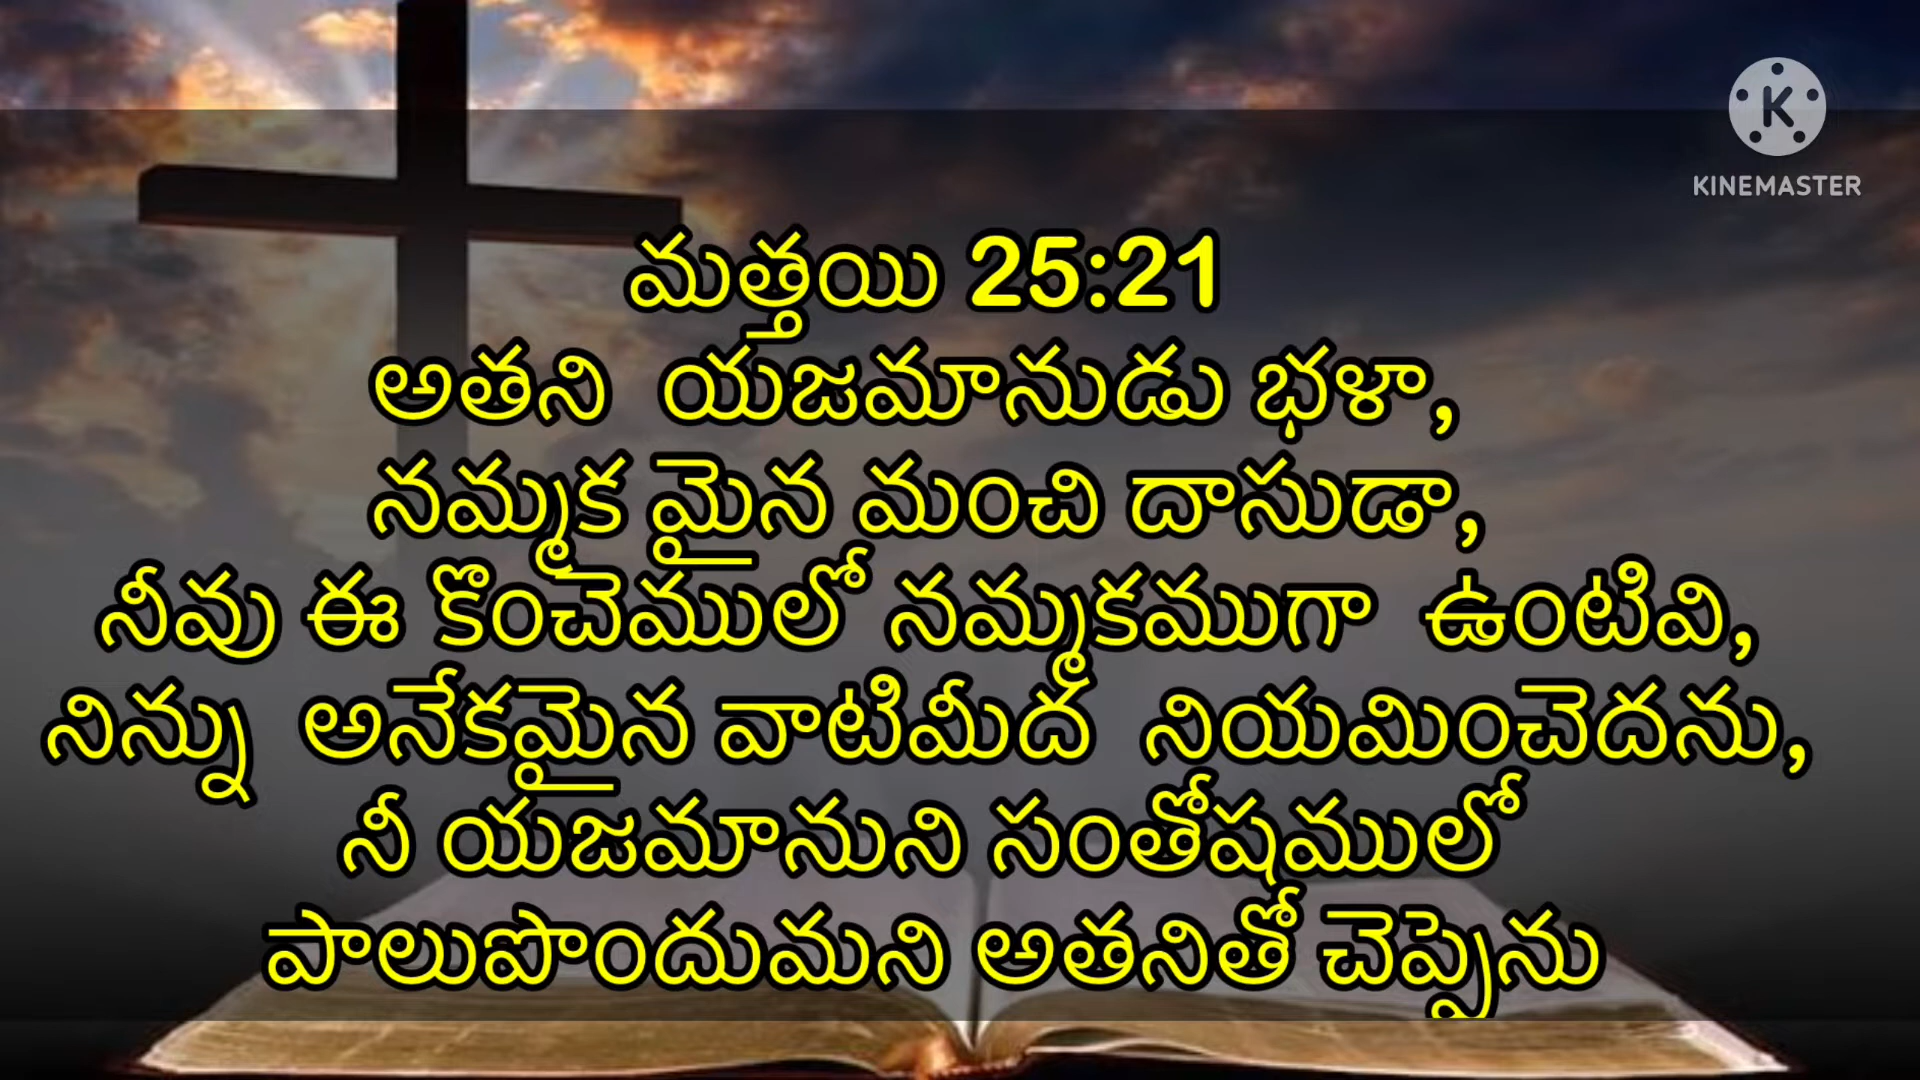 KINEMASTER
మత్తయి 25:21
అతని యజమానుడు భళా,
నమ్మక మైన మంచి దాసుడా,
నీవు ఈ కొంచెములో నమ్మకముగా ఉంటివి,
నిన్ను అనేకమైన వాటిమీద నియమించెదను,
నీ యజమానుని సంతోషములో
పాలుపొందుమని అతనితో చెప్పెను